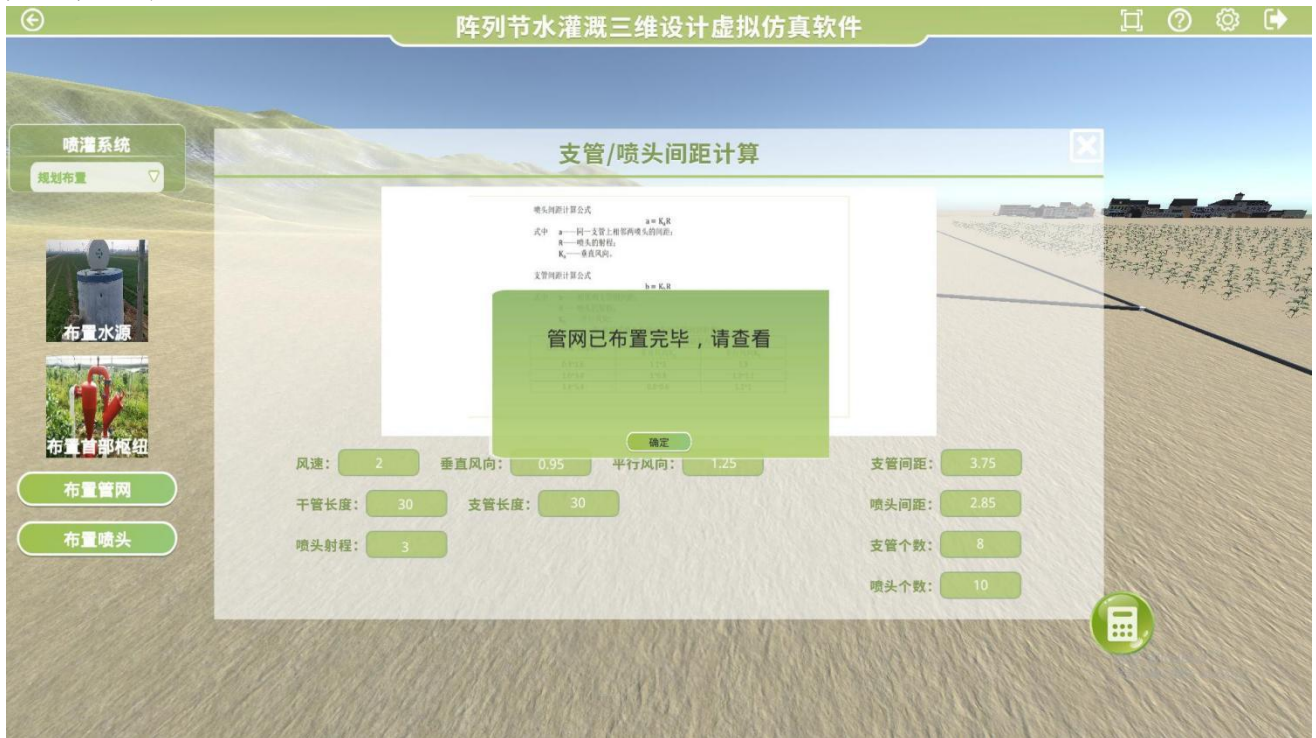 阵列节水灌溉三维设计虚拟仿真软件
喷灌系统
规划布置
布置水源
布置首部枢纽
布置管网
布置喷头
支管/喷头间距计算
喷头间距计算公式
a = KₐR
式中 a——同一支管上相邻两喷头的间距;
R——喷头的射程;
Kₐ——垂直风向。
支管间距计算公式
管网已布置完毕，请查看
确定
风速: 2 垂直风向: 0.95 平行风向: 1.25 支管间距: 3.75
干管长度: 30 支管长度: 30 喷头间距: 2.85
喷头射程: 3 支管个数: 8
喷头个数: 10